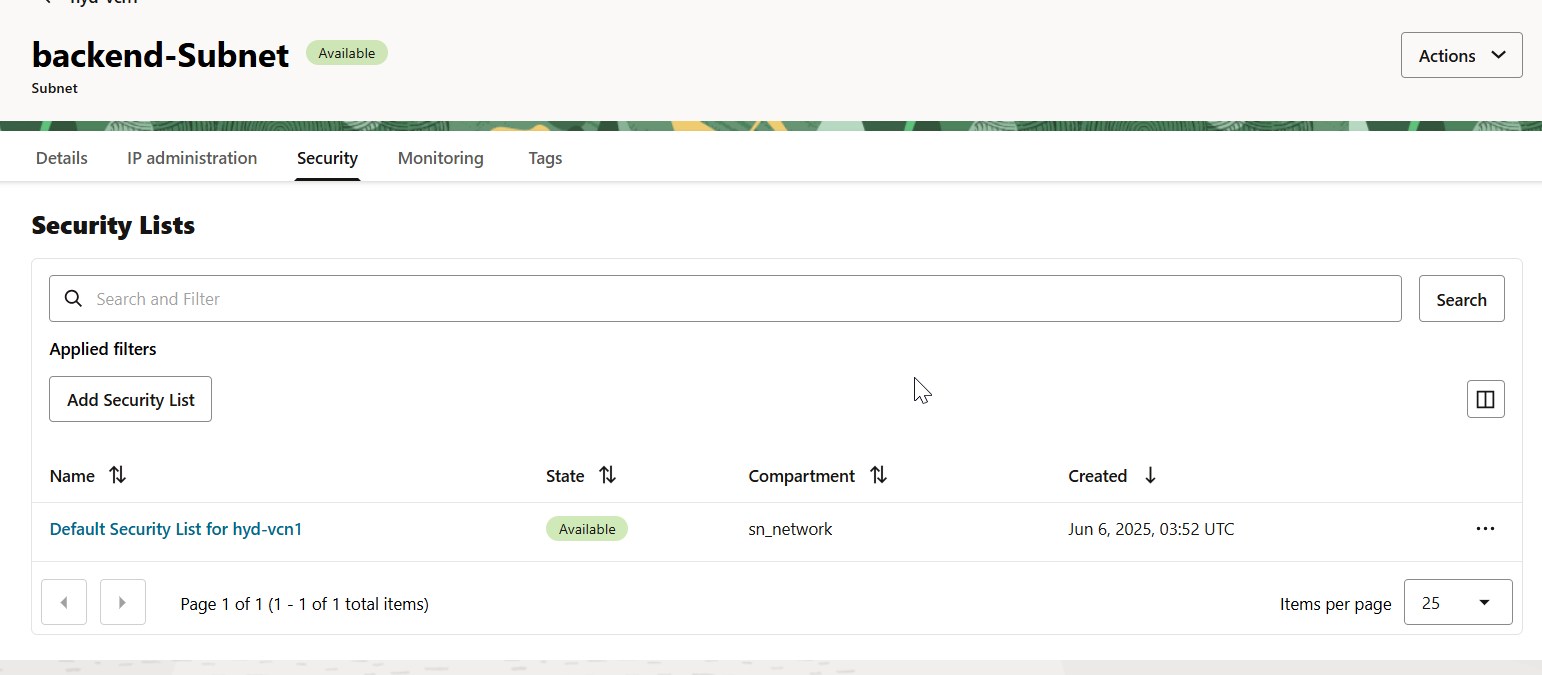 backend-Subnet Available
Actions
Subnet
Details IP administration Security Monitoring Tags
Security Lists
Search and Filter
Search
Applied filters
Add Security List
Name State Compartment Created
Default Security List for hyd-vcn1 Available sn_network Jun 6, 2025, 03:52 UTC
Page 1 of 1 (1 - 1 of 1 total items) Items per page 25